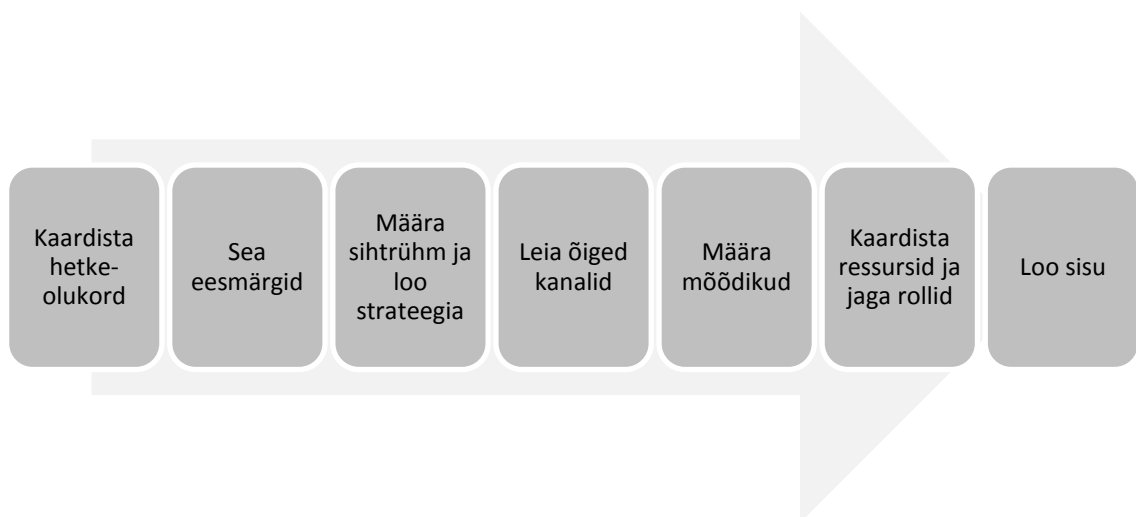 Kaardista
hetke-
olukord
Sea
eesmärgid
Määra
sihtrühm ja
loo
strateegia
Leia õiged
kanalid
Määra
mõõdikud
Kaardista
ressursid ja
jaga rollid
Loo sisu